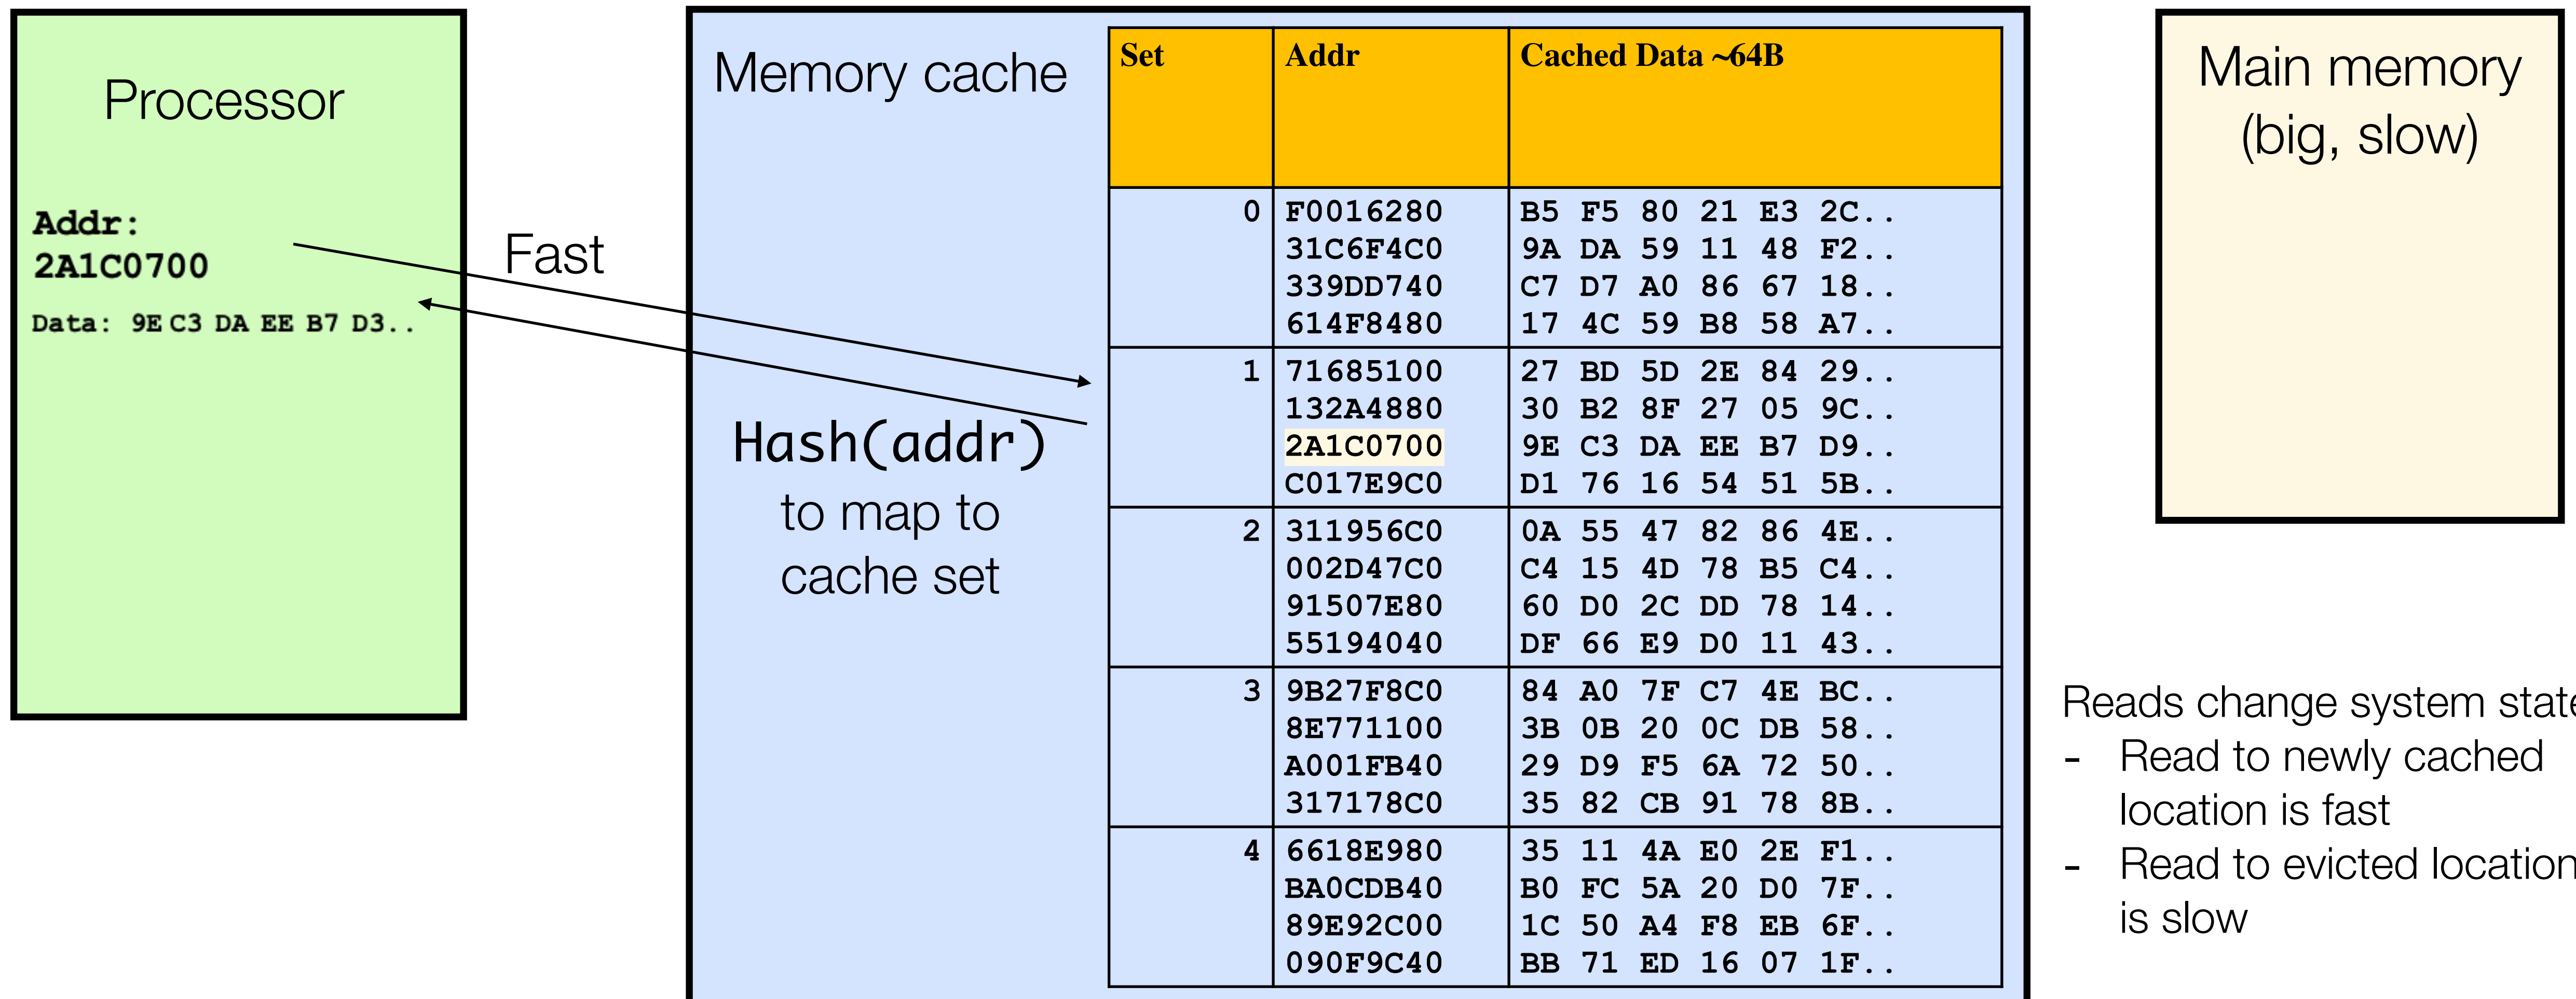 Processor
Addr:
2A1C0700
Data: 9E C3 DA EE B7 D3..
Fast
Memory cache
Hash(addr)
to map to
cache set
Set Addr Cached Data ~64B
0 F0016280 B5 F5 80 21 E3 2C..
31C6F4C0 9A DA 59 11 48 F2..
339DD740 C7 D7 A0 86 67 18..
614F8480 17 4C 59 B8 58 A7..
1 71685100 27 BD 5D 2E 84 29..
132A4880 30 B2 8F 27 05 9C..
2A1C0700 9E C3 DA EE B7 D9..
C017E9C0 D1 76 16 54 51 5B..
2 311956C0 0A 55 47 82 86 4E..
002D47C0 C4 15 4D 78 B5 C4..
91507E80 60 D0 2C DD 78 14..
55194040 DF 66 E9 D0 11 43..
3 9B27F8C0 84 A0 7F C7 4E BC..
8E771100 3B 0B 20 0C DB 58..
A001FB40 29 D9 F5 6A 72 50..
317178C0 35 82 CB 91 78 8B..
4 6618E980 35 11 4A E0 2E F1..
BA0CDB40 B0 FC 5A 20 D0 7F..
89E92C00 1C 50 A4 F8 EB 6F..
090F9C40 BB 71 ED 16 07 1F..
Main memory
(big, slow)
Reads change system state
- Read to newly cached
location is fast
- Read to evicted location
is slow